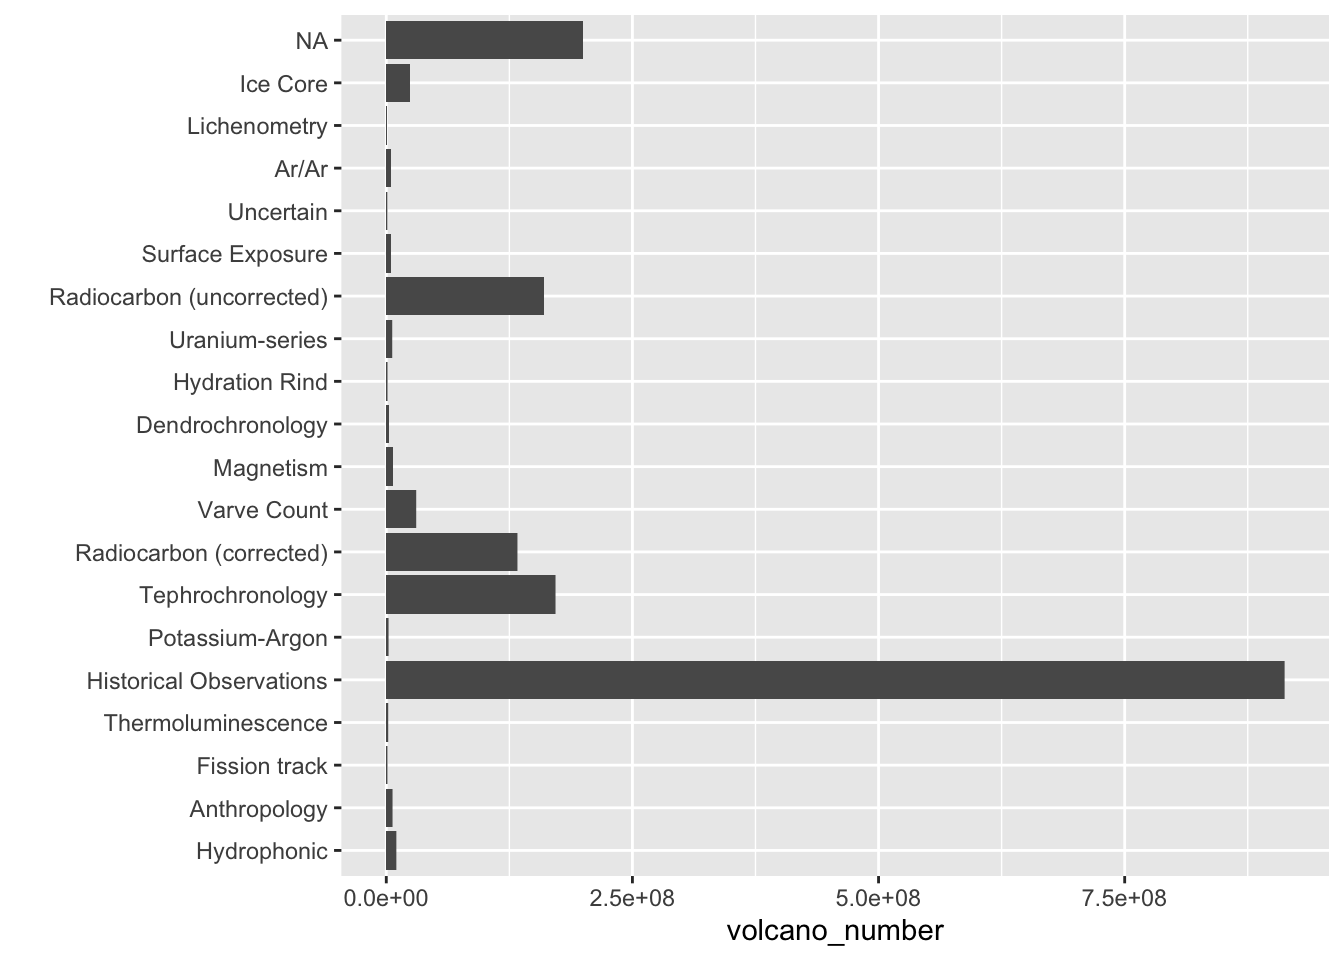 NA
Ice Core
Lichenometry
Ar/Ar
Uncertain
Surface Exposure
Radiocarbon (uncorrected)
Uranium-series
Hydration Rind
Dendrochronology
Magnetism
Varve Count
Radiocarbon (corrected)
Tephrochronology
Potassium-Argon
Historical Observations
Thermoluminescence
Fission track
Anthropology
Hydrophonic
0.0e+00 2.5e+08 5.0e+08 7.5e+08
volcano_number